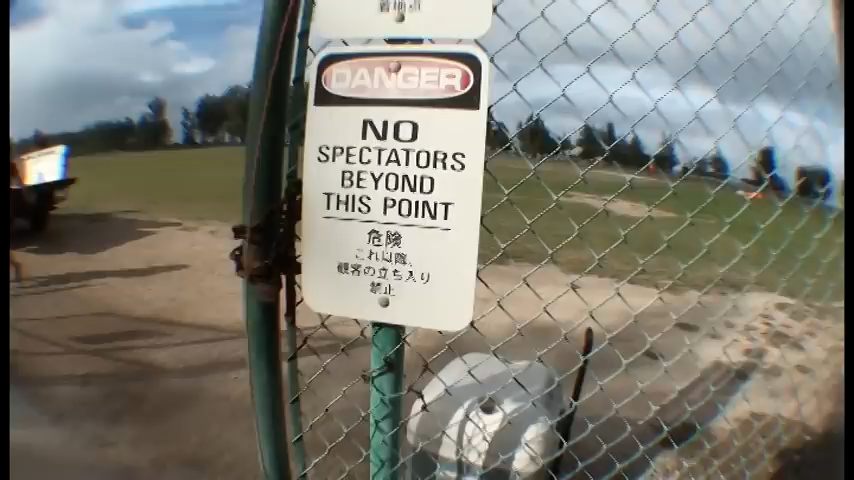 DANGER
NO
SPECTATORS
BEYOND
THIS POINT
危険
これ以降、
観客の立ち入り
禁止